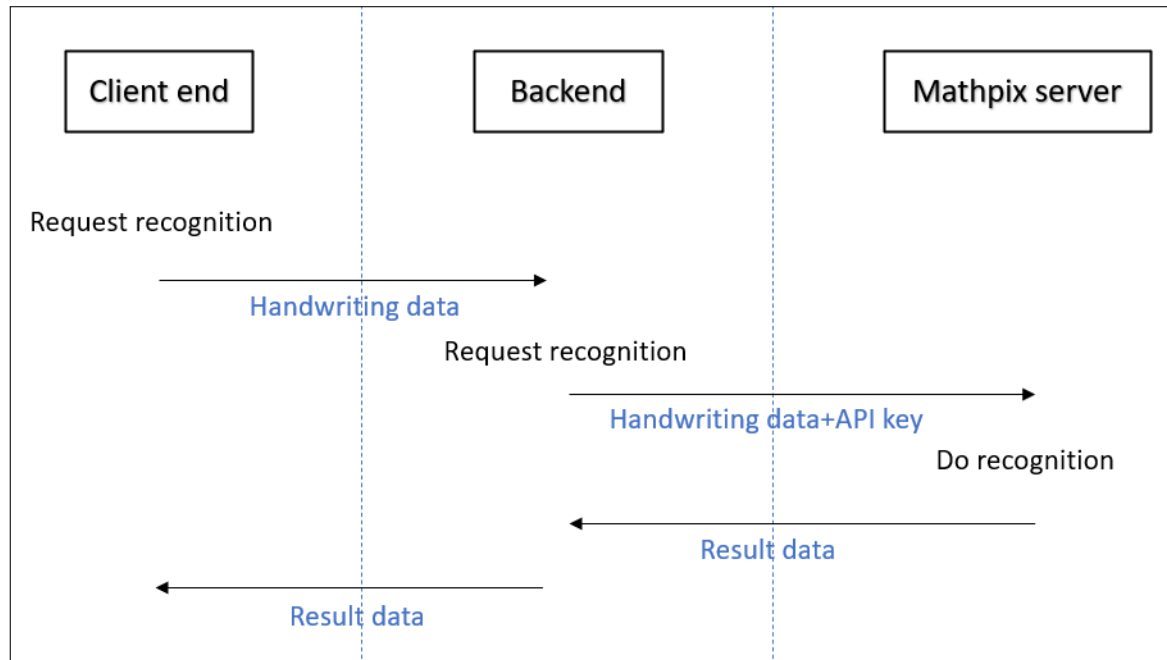 Client end
Backend
Mathpix server
Request recognition
Handwriting data
Request recognition
Handwriting data+API key
Do recognition
Result data
Result data